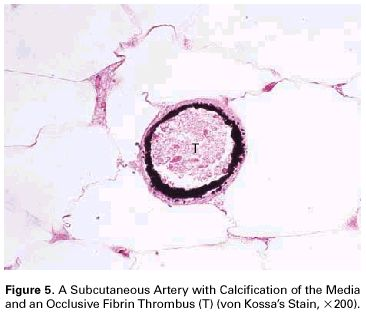 T
Figure 5. A Subcutaneous Artery with Calcification of the Media
and an Occlusive Fibrin Thrombus (T) (von Kossa's Stain, ×200).